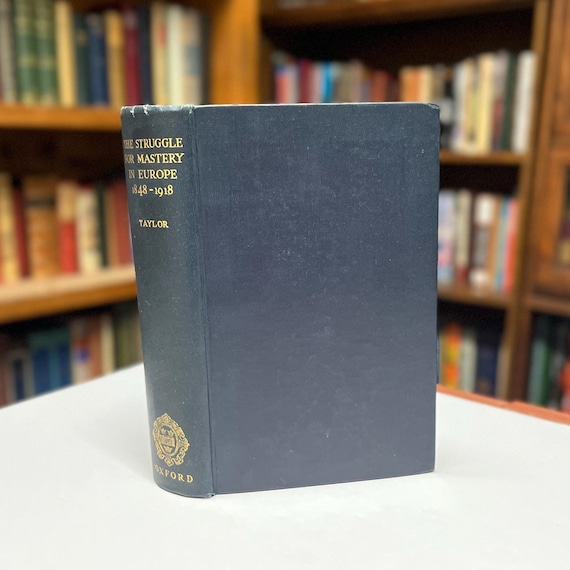 THE STRUGGLE
FOR MASTERY
IN EUROPE
1848-1918
TAYLOR
OXFORD